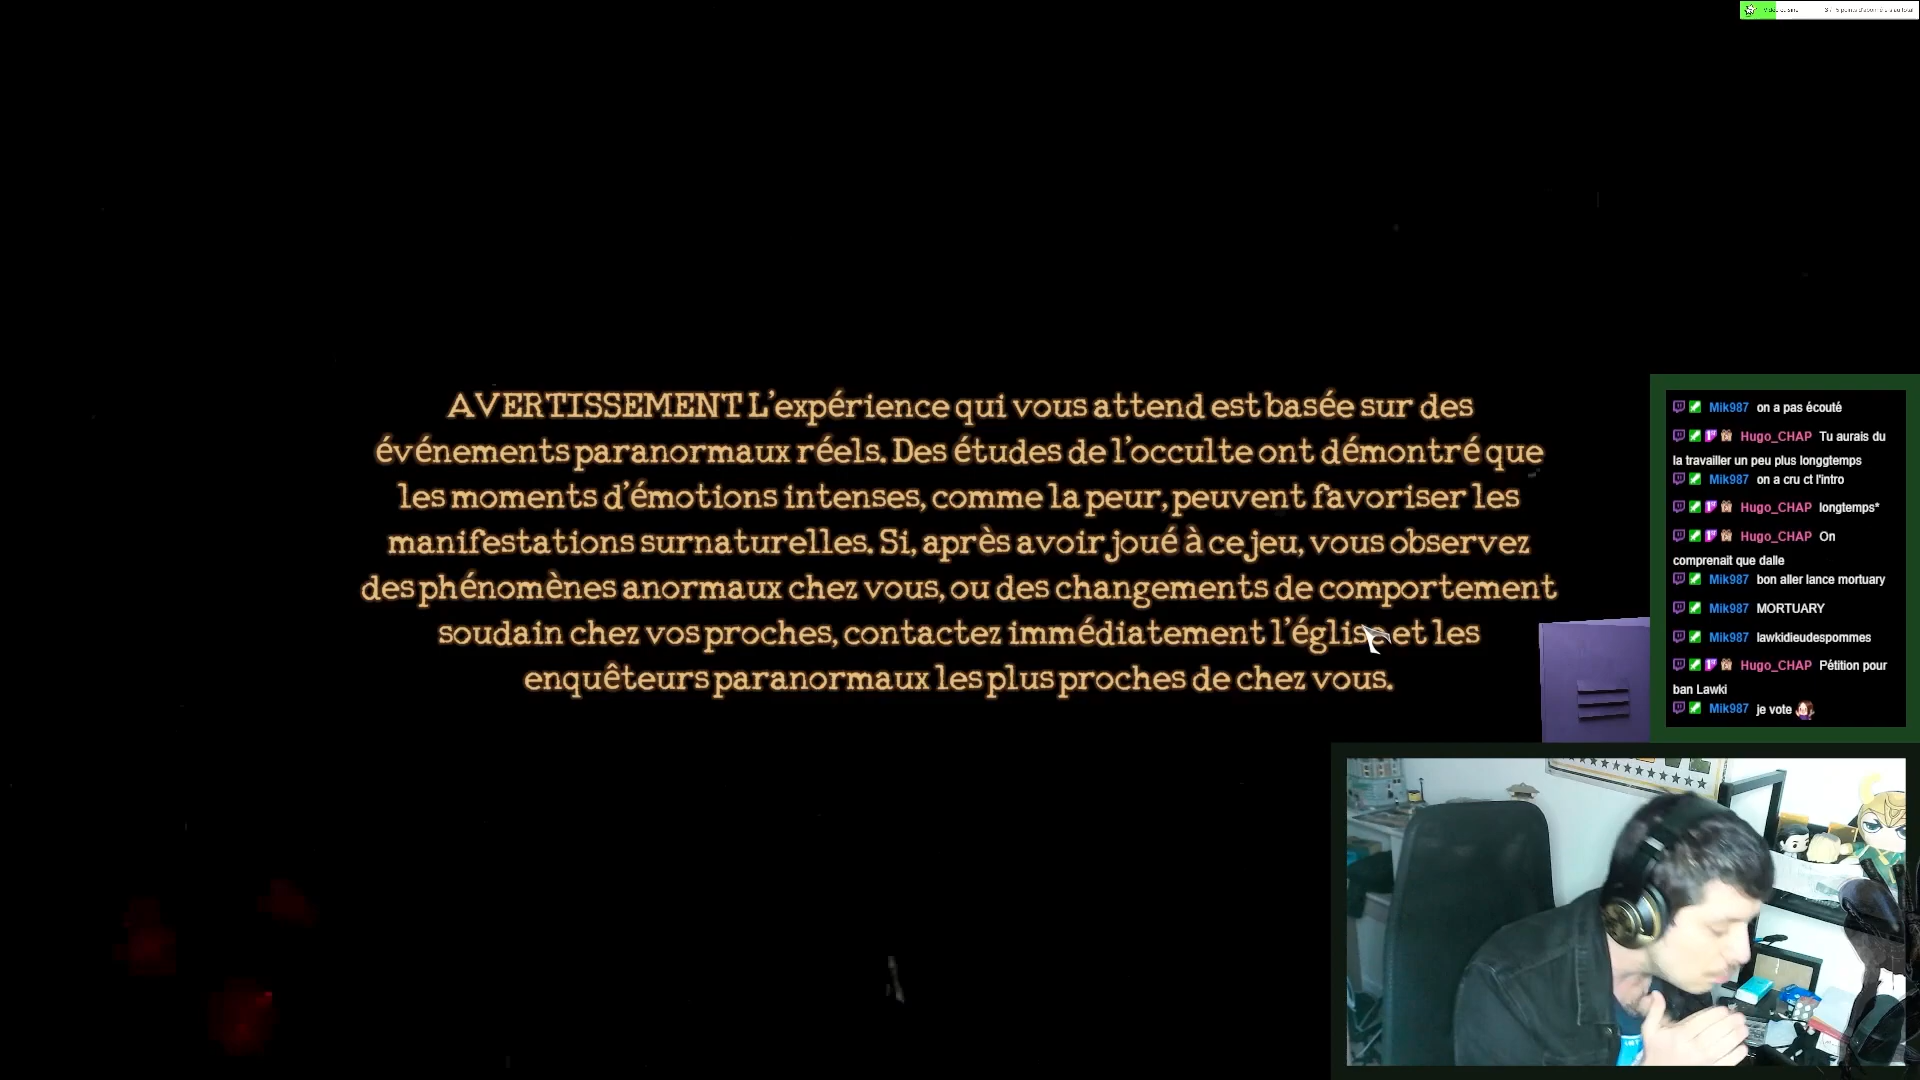 AVERTISSEMENT L'expérience qui vous attend est basée sur des
événements paranormaux réels. Des études de l'occulte ont démontré que
les moments d'émotions intenses, comme la peur, peuvent favoriser les
manifestations surnaturelles. Si, après avoir joué à ce jeu, vous observez
des phénomènes anormaux chez vous, ou des changements de comportement
soudain chez vos proches, contactez immédiatement l'église et les
enquêteurs paranormaux les plus proches de chez vous.
Mik987 on a pas écouté
Hugo_CHAP Tu aurais du
la travailler un peu plus longgtemps
Mik987 on a cru ct l'intro
Hugo_CHAP longtemps*
Hugo_CHAP On
comprenait que dalle
Mik987 bon aller lance mortuary
Mik987 MORTUARY
Mik987 lawkidieudespommes
Hugo_CHAP Pétition pour
ban Lawki
Mik987 je vote